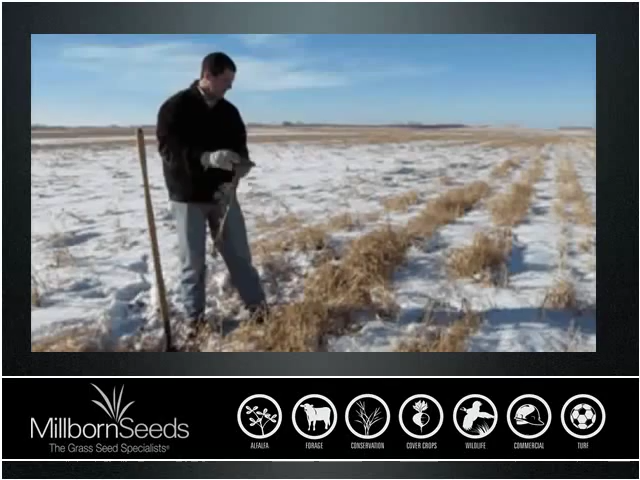 MillbornSeeds
The Grass Seed Specialists®
ALFALFA
FORAGE
CONSERVATION
COVER CROPS
WILDLIFE
COMMERCIAL
TURF